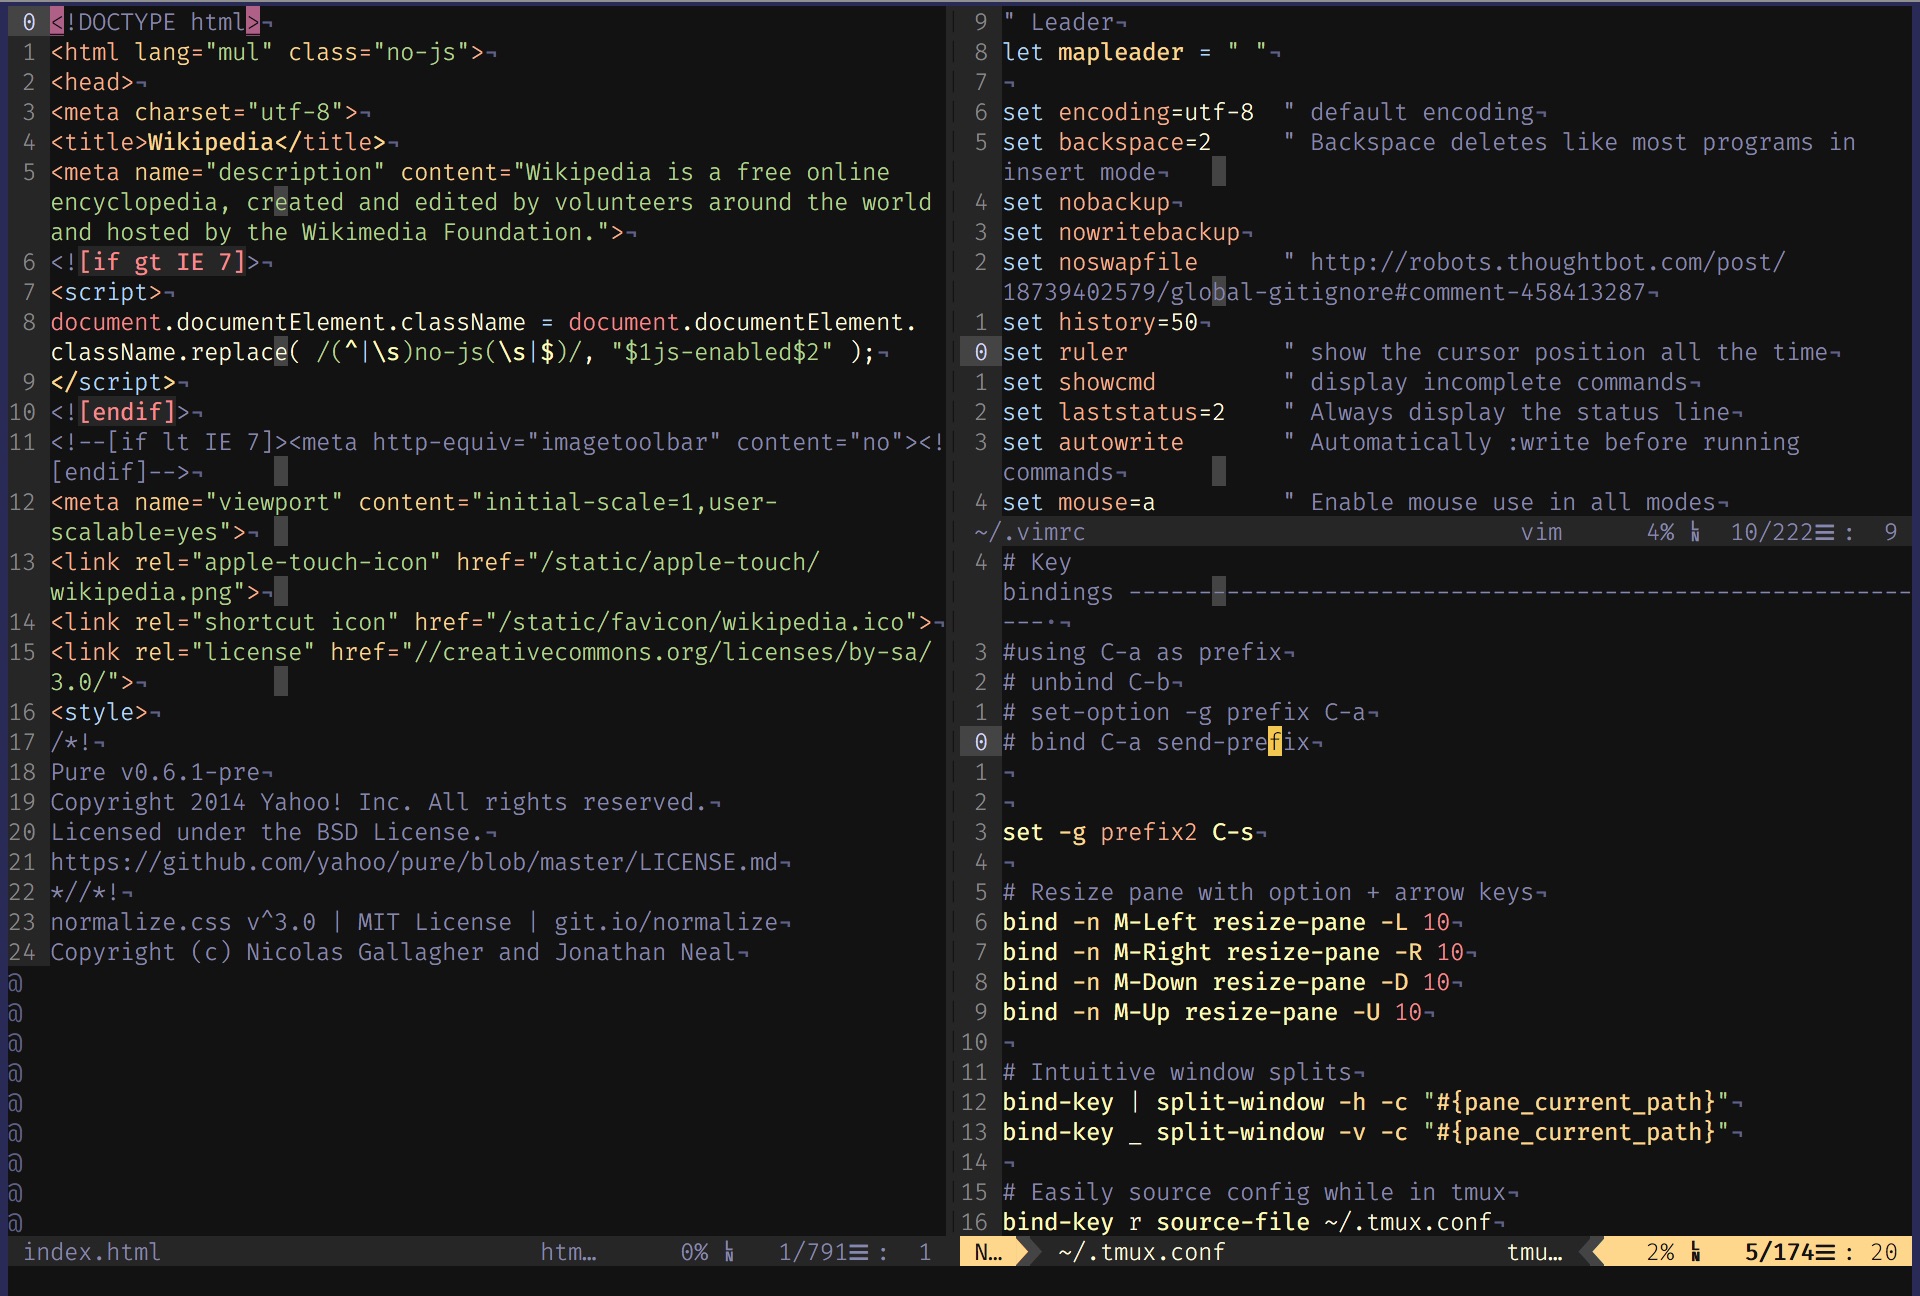 0 <!DOCTYPE html>¬
1 <html lang="mul" class="no-js">¬
2 <head>¬
3 <meta charset="utf-8">¬
4 <title>Wikipedia</title>¬
5 <meta name="description" content="Wikipedia is a free online
encyclopedia, created and edited by volunteers around the world
and hosted by the Wikimedia Foundation.">¬
6 <![if gt IE 7]>¬
7 <script>¬
8 document.documentElement.className = document.documentElement.
className.replace( /(^|\s)no-js(\s|$)/, "$1js-enabled$2" );¬
9 </script>¬
10 <![endif]>¬
11 <!--[if lt IE 7]><meta http-equiv="imagetoolbar" content="no"><!
[endif]-->¬
12 <meta name="viewport" content="initial-scale=1,user-
scalable=yes">¬
13 <link rel="apple-touch-icon" href="/static/apple-touch/
wikipedia.png">¬
14 <link rel="shortcut icon" href="/static/favicon/wikipedia.ico">¬
15 <link rel="license" href="//creativecommons.org/licenses/by-sa/
3.0/">¬
16 <style>¬
17 /*!¬
18 Pure v0.6.1-pre¬
19 Copyright 2014 Yahoo! Inc. All rights reserved.¬
20 Licensed under the BSD License.¬
21 https://github.com/yahoo/pure/blob/master/LICENSE.md¬
22 *//*!¬
23 normalize.css v^3.0 | MIT License | git.io/normalize¬
24 Copyright (c) Nicolas Gallagher and Jonathan Neal¬
@
@
@
@
@
@
@
@
@
index.html htm… 0% ␤ 1/791☰ : 1
9 " Leader¬
8 let mapleader = " "¬
7 ¬
6 set encoding=utf-8 " default encoding¬
5 set backspace=2 " Backspace deletes like most programs in
insert mode¬
4 set nobackup¬
3 set nowritebackup¬
2 set noswapfile " http://robots.thoughtbot.com/post/
18739402579/global-gitignore#comment-458413287¬
1 set history=50¬
0 set ruler " show the cursor position all the time¬
1 set showcmd " display incomplete commands¬
2 set laststatus=2 " Always display the status line¬
3 set autowrite " Automatically :write before running
commands¬
4 set mouse=a " Enable mouse use in all modes¬
~/.vimrc vim 4% ␤ 10/222☰ : 9
4 # Key
bindings --------------------------------------------------------
---·¬
3 #using C-a as prefix¬
2 # unbind C-b¬
1 # set-option -g prefix C-a¬
0 # bind C-a send-prefix¬
1 ¬
2 ¬
3 set -g prefix2 C-s¬
4 ¬
5 # Resize pane with option + arrow keys¬
6 bind -n M-Left resize-pane -L 10¬
7 bind -n M-Right resize-pane -R 10¬
8 bind -n M-Down resize-pane -D 10¬
9 bind -n M-Up resize-pane -U 10¬
10 ¬
11 # Intuitive window splits¬
12 bind-key | split-window -h -c "#{pane_current_path}"¬
13 bind-key _ split-window -v -c "#{pane_current_path}"¬
14 ¬
15 # Easily source config while in tmux¬
16 bind-key r source-file ~/.tmux.conf¬
N… ~/.tmux.conf tmu… 2% ␤ 5/174☰ : 20